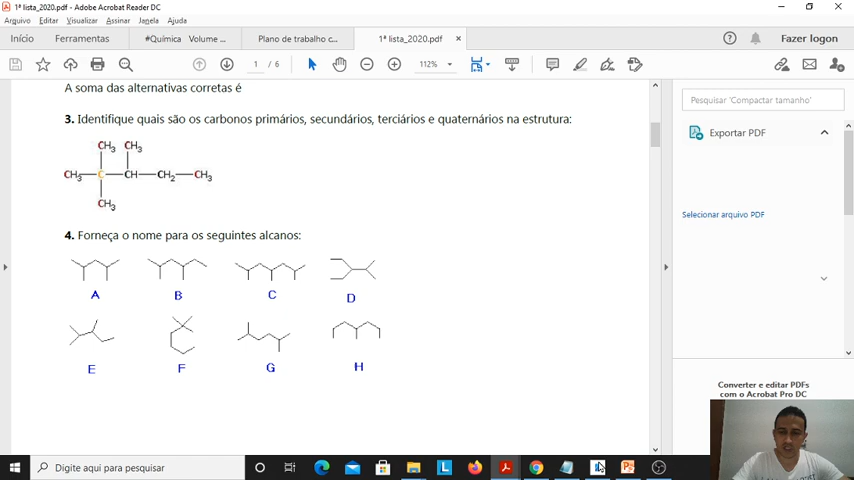 1ª lista_2020.pdf - Adobe Acrobat Reader DC
Arquivo Editar Visualizar Assinar Janela Ajuda
Início Ferramentas #Química Volume ... Plano de trabalho c... 1ª lista_2020.pdf × Fazer logon
1 / 6 112%
A soma das alternativas corretas é
3. Identifique quais são os carbonos primários, secundários, terciários e quaternários na estrutura:
CH3 CH3
CH3 C CH CH2 CH3
CH3
4. Forneça o nome para os seguintes alcanos:
A B C D
E F G H
Pesquisar 'Compactar tamanho'
Exportar PDF
Selecionar arquivo PDF
Converter e editar PDFs
com o Acrobat Pro DC
Digite aqui para pesquisar